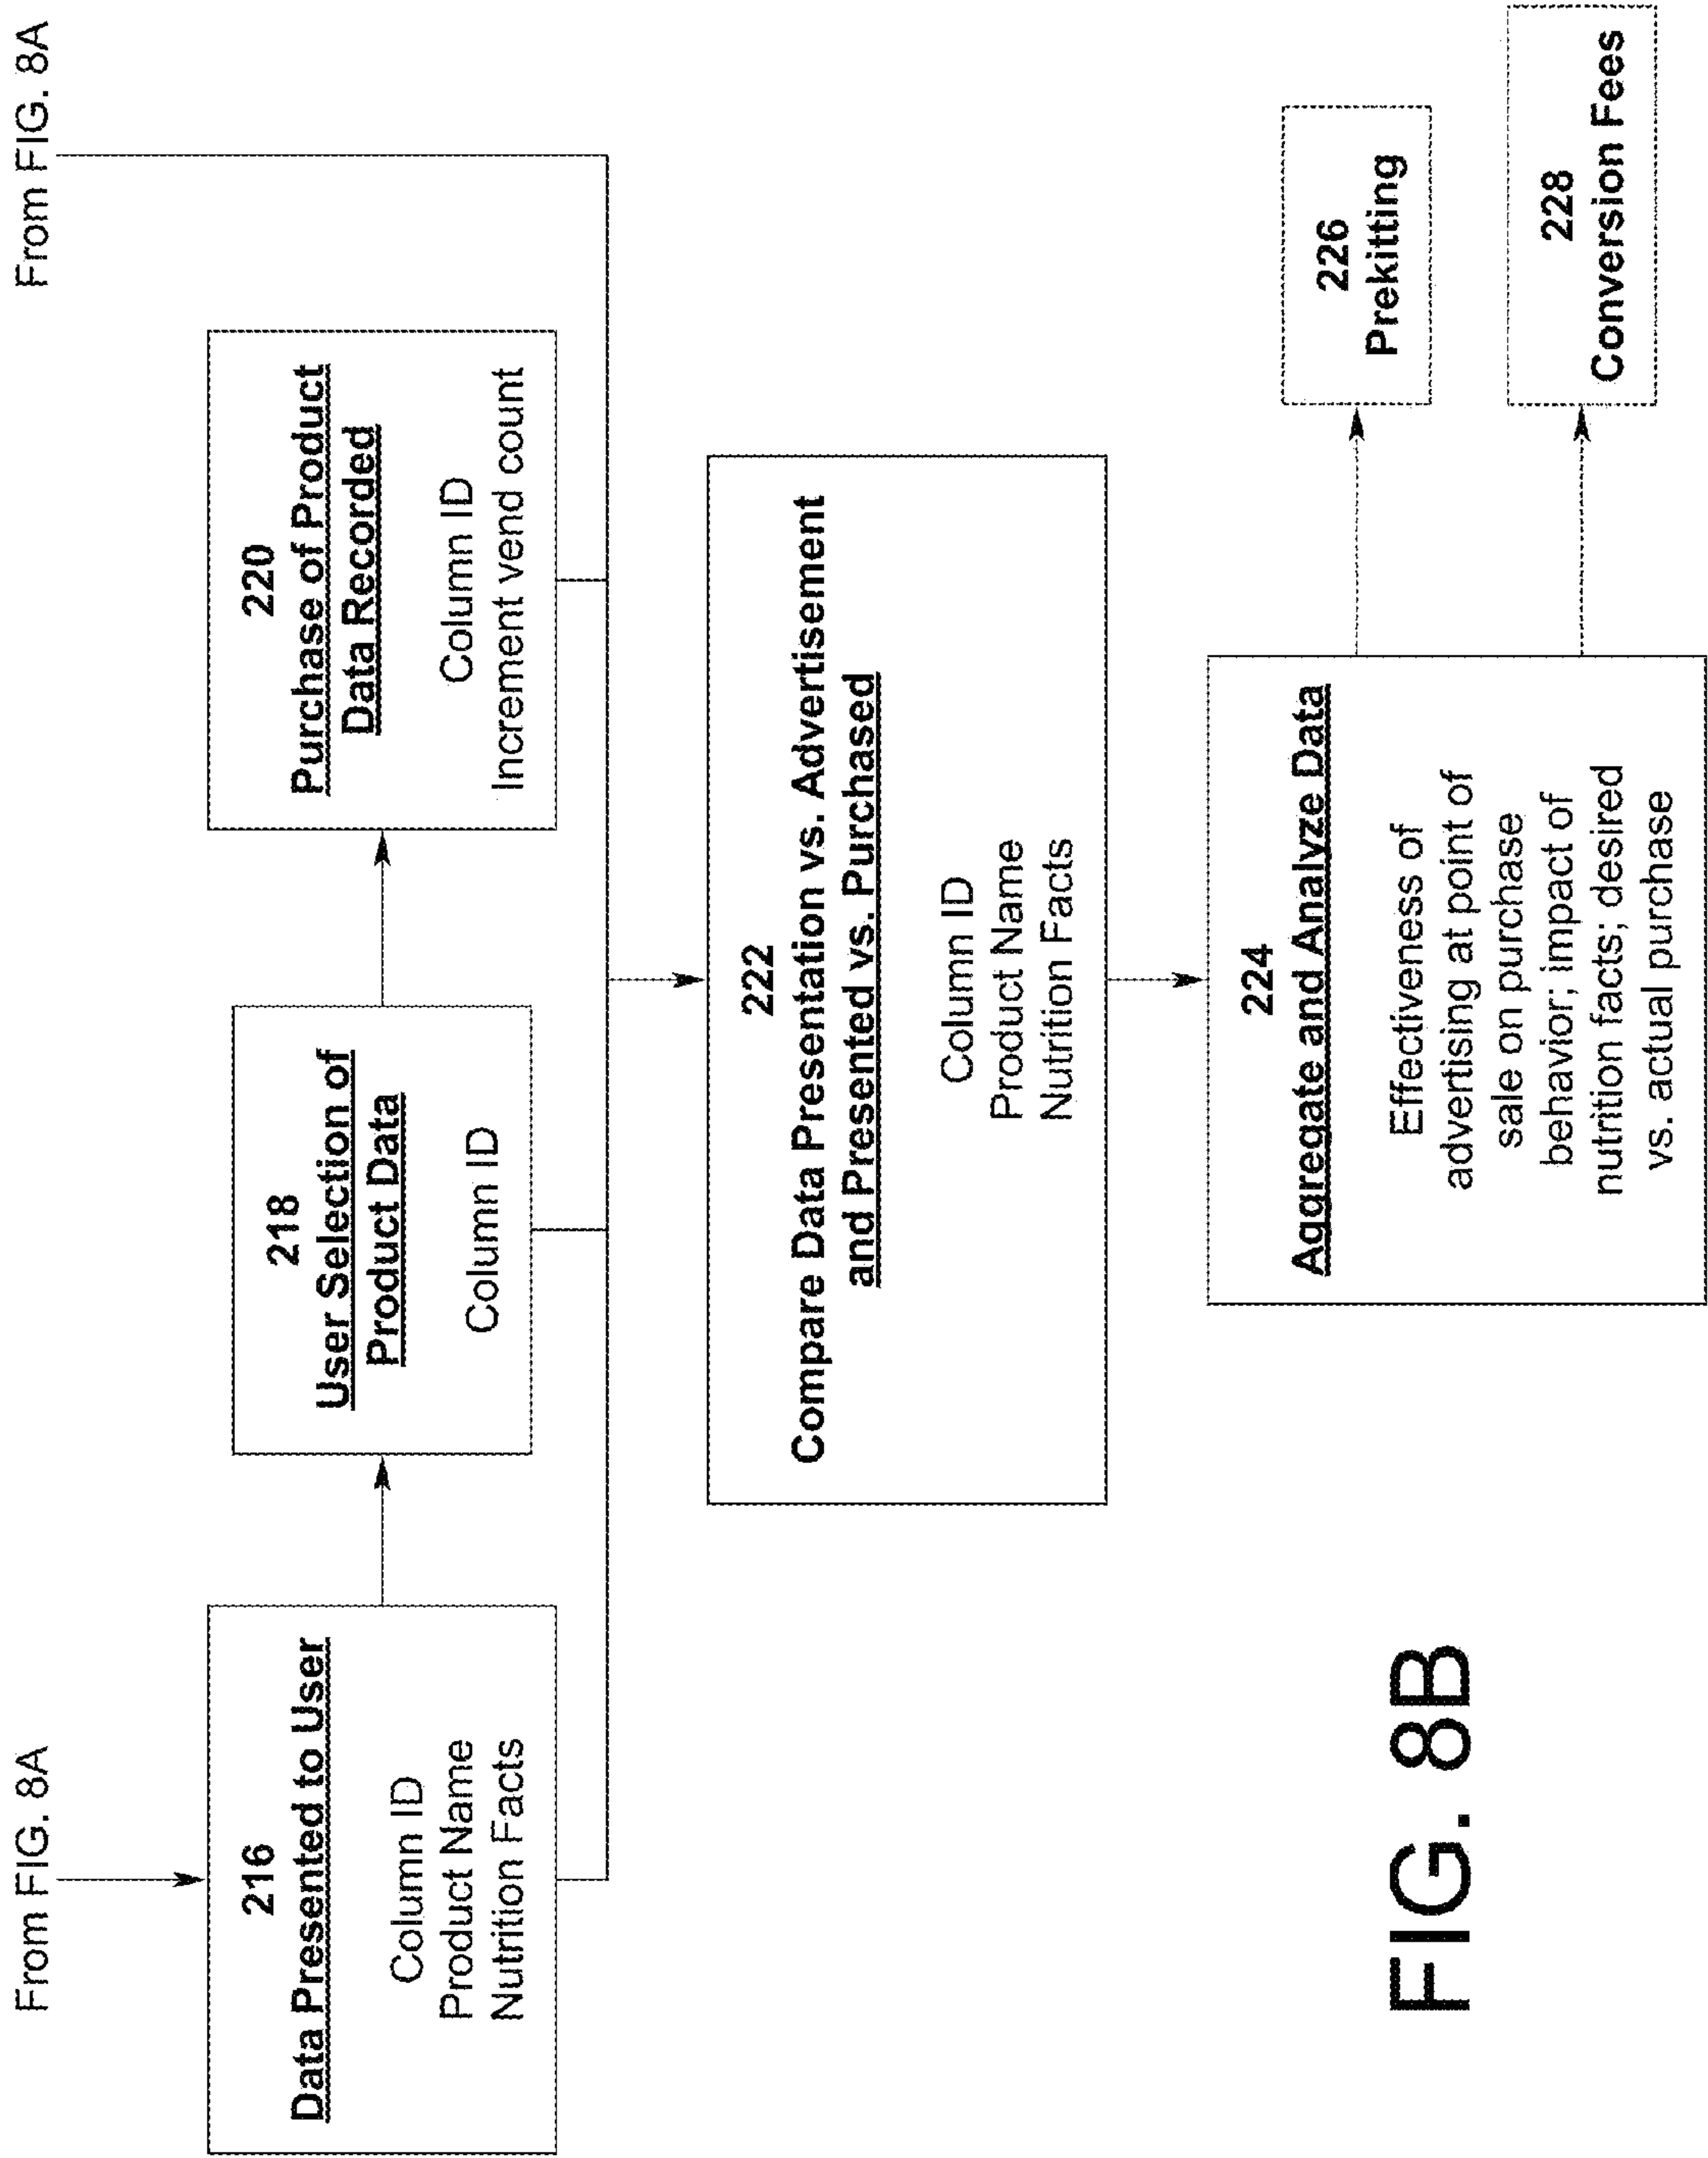 From FIG. 8A
From FIG. 8A
216
Data Presented to User
Column ID
Product Name
Nutrition Facts
218
User Selection of
Product Data
Column ID
220
Purchase of Product
Data Recorded
Column ID
Increment vend count
222
Compare Data Presentation vs. Advertisement
and Presented vs. Purchased
Column ID
Product Name
Nutrition Facts
224
Aggregate and Analyze Data
Effectiveness of
advertising at point of
sale on purchase
behavior; impact of
nutrition facts; desired
vs. actual purchase
226
Prekitting
228
Conversion Fees
FIG. 8B